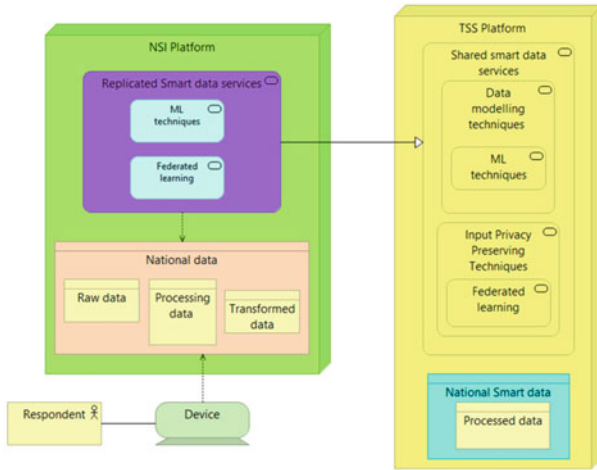 NSI Platform
Replicated Smart data services
ML
techniques
Federated
learning
National data
Raw data
Processing
data
Transformed
data
Respondent
Device
TSS Platform
Shared smart data
services
Data
modelling
techniques
ML
techniques
Input Privacy
Preserving
Techniques
Federated
learning
National Smart data
Processed data